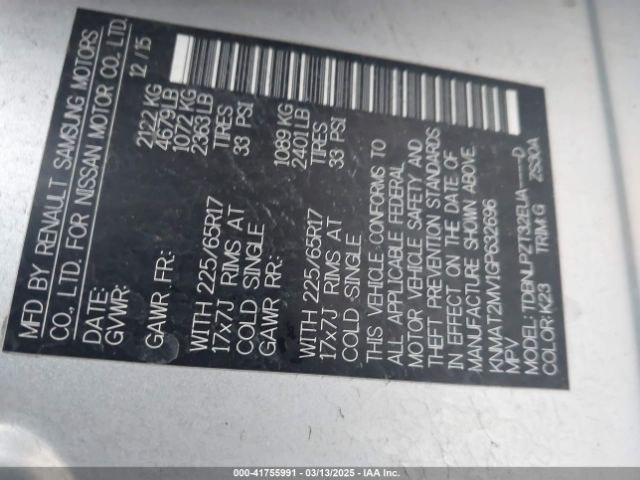 MFD BY RENAULT SAMSUNG MOTORS
CO., LTD. FOR NISSAN MOTOR CO. LTD.
DATE: 12 / 15
GVWR: 2122 KG
4679 LB
GAWR FR: 1072 KG
2363 LB
WITH 225/65R17 TIRES
17x7J RIMS AT 33 PSI
COLD SINGLE
GAWR RR: 1089 KG
2401 LB
WITH 225/65R17 TIRES
17x7J RIMS AT 33 PSI
COLD SINGLE
THIS VEHICLE CONFORMS TO
ALL APPLICABLE FEDERAL
MOTOR VEHICLE SAFETY AND
THEFT PREVENTION STANDARDS
IN EFFECT ON THE DATE OF
MANUFACTURE SHOWN ABOVE.
KNMAT2MV1GP632696
MPV
MODEL: TDBNLPZT32EUA-----D
COLOR: K23 TRIM G 2S30A
000-41755991 - 03/13/2025 - IAA Inc.